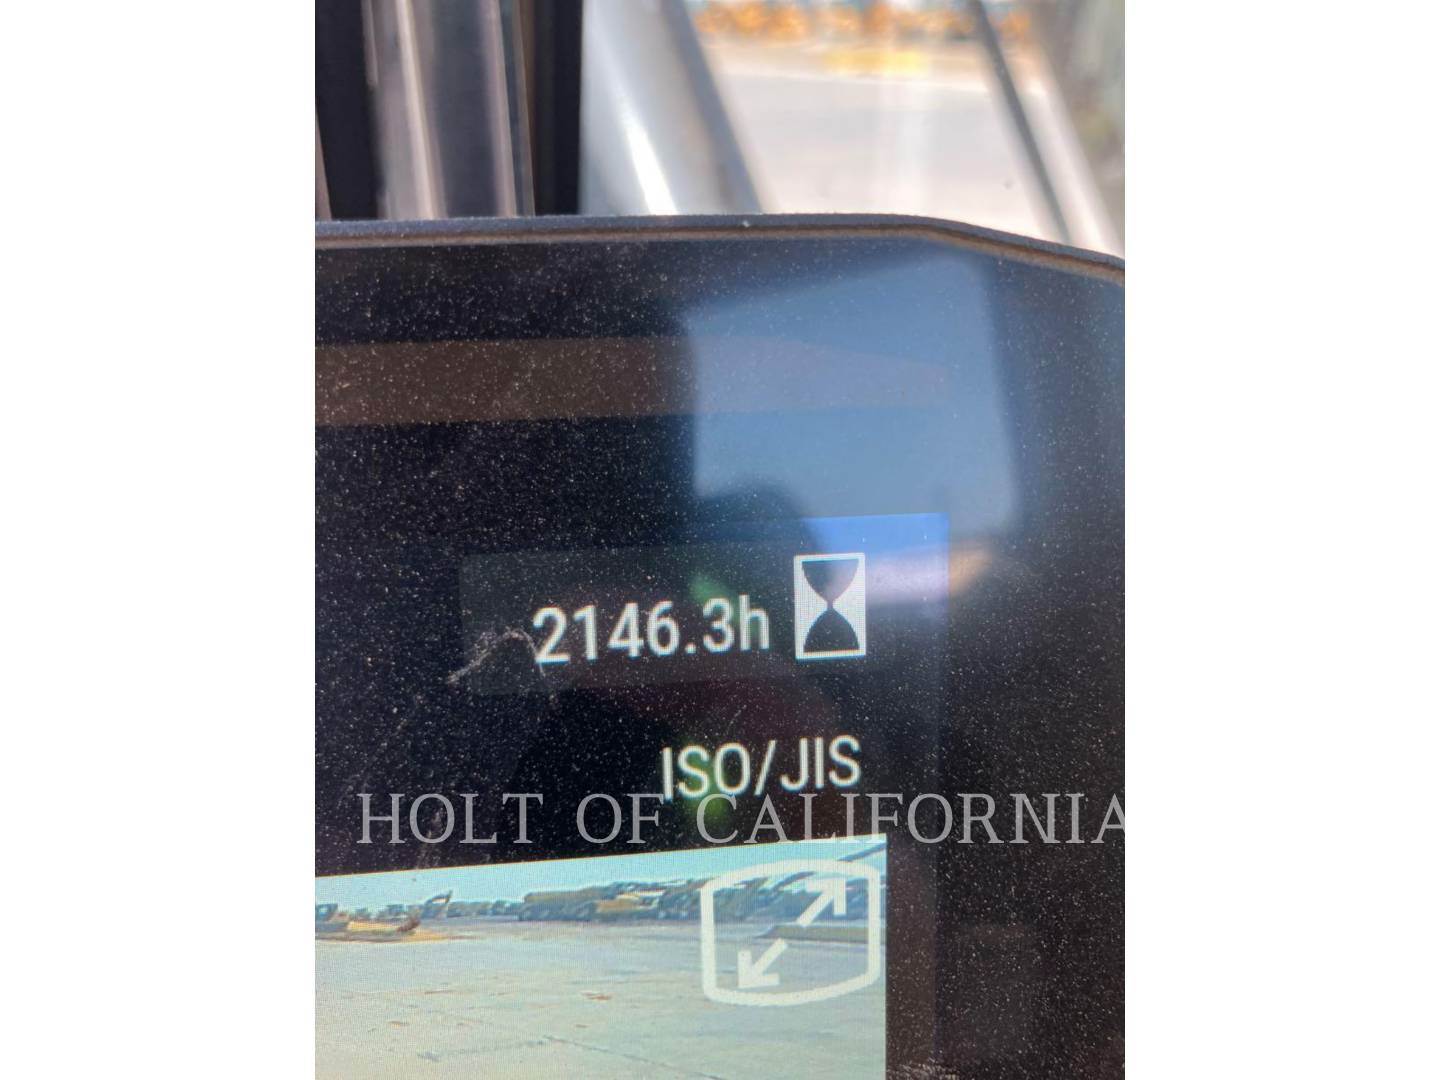 2146.3h
ISO/JIS
HOLT OF CALIFORNIA